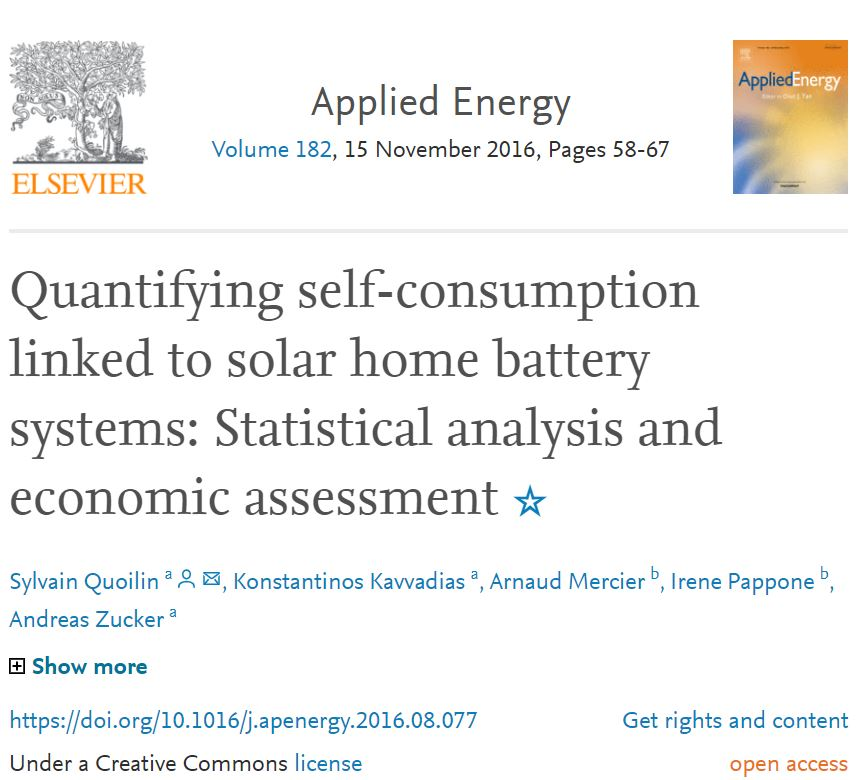 Applied Energy
Volume 182, 15 November 2016, Pages 58-67
ELSEVIER
AppliedEnergy
Quantifying self-consumption
linked to solar home battery
systems: Statistical analysis and
economic assessment ☆
Sylvain Quoilin a, Konstantinos Kavvadias a, Arnaud Mercier b, Irene Pappone b,
Andreas Zucker a
Show more
https://doi.org/10.1016/j.apenergy.2016.08.077
Get rights and content
Under a Creative Commons license
open access